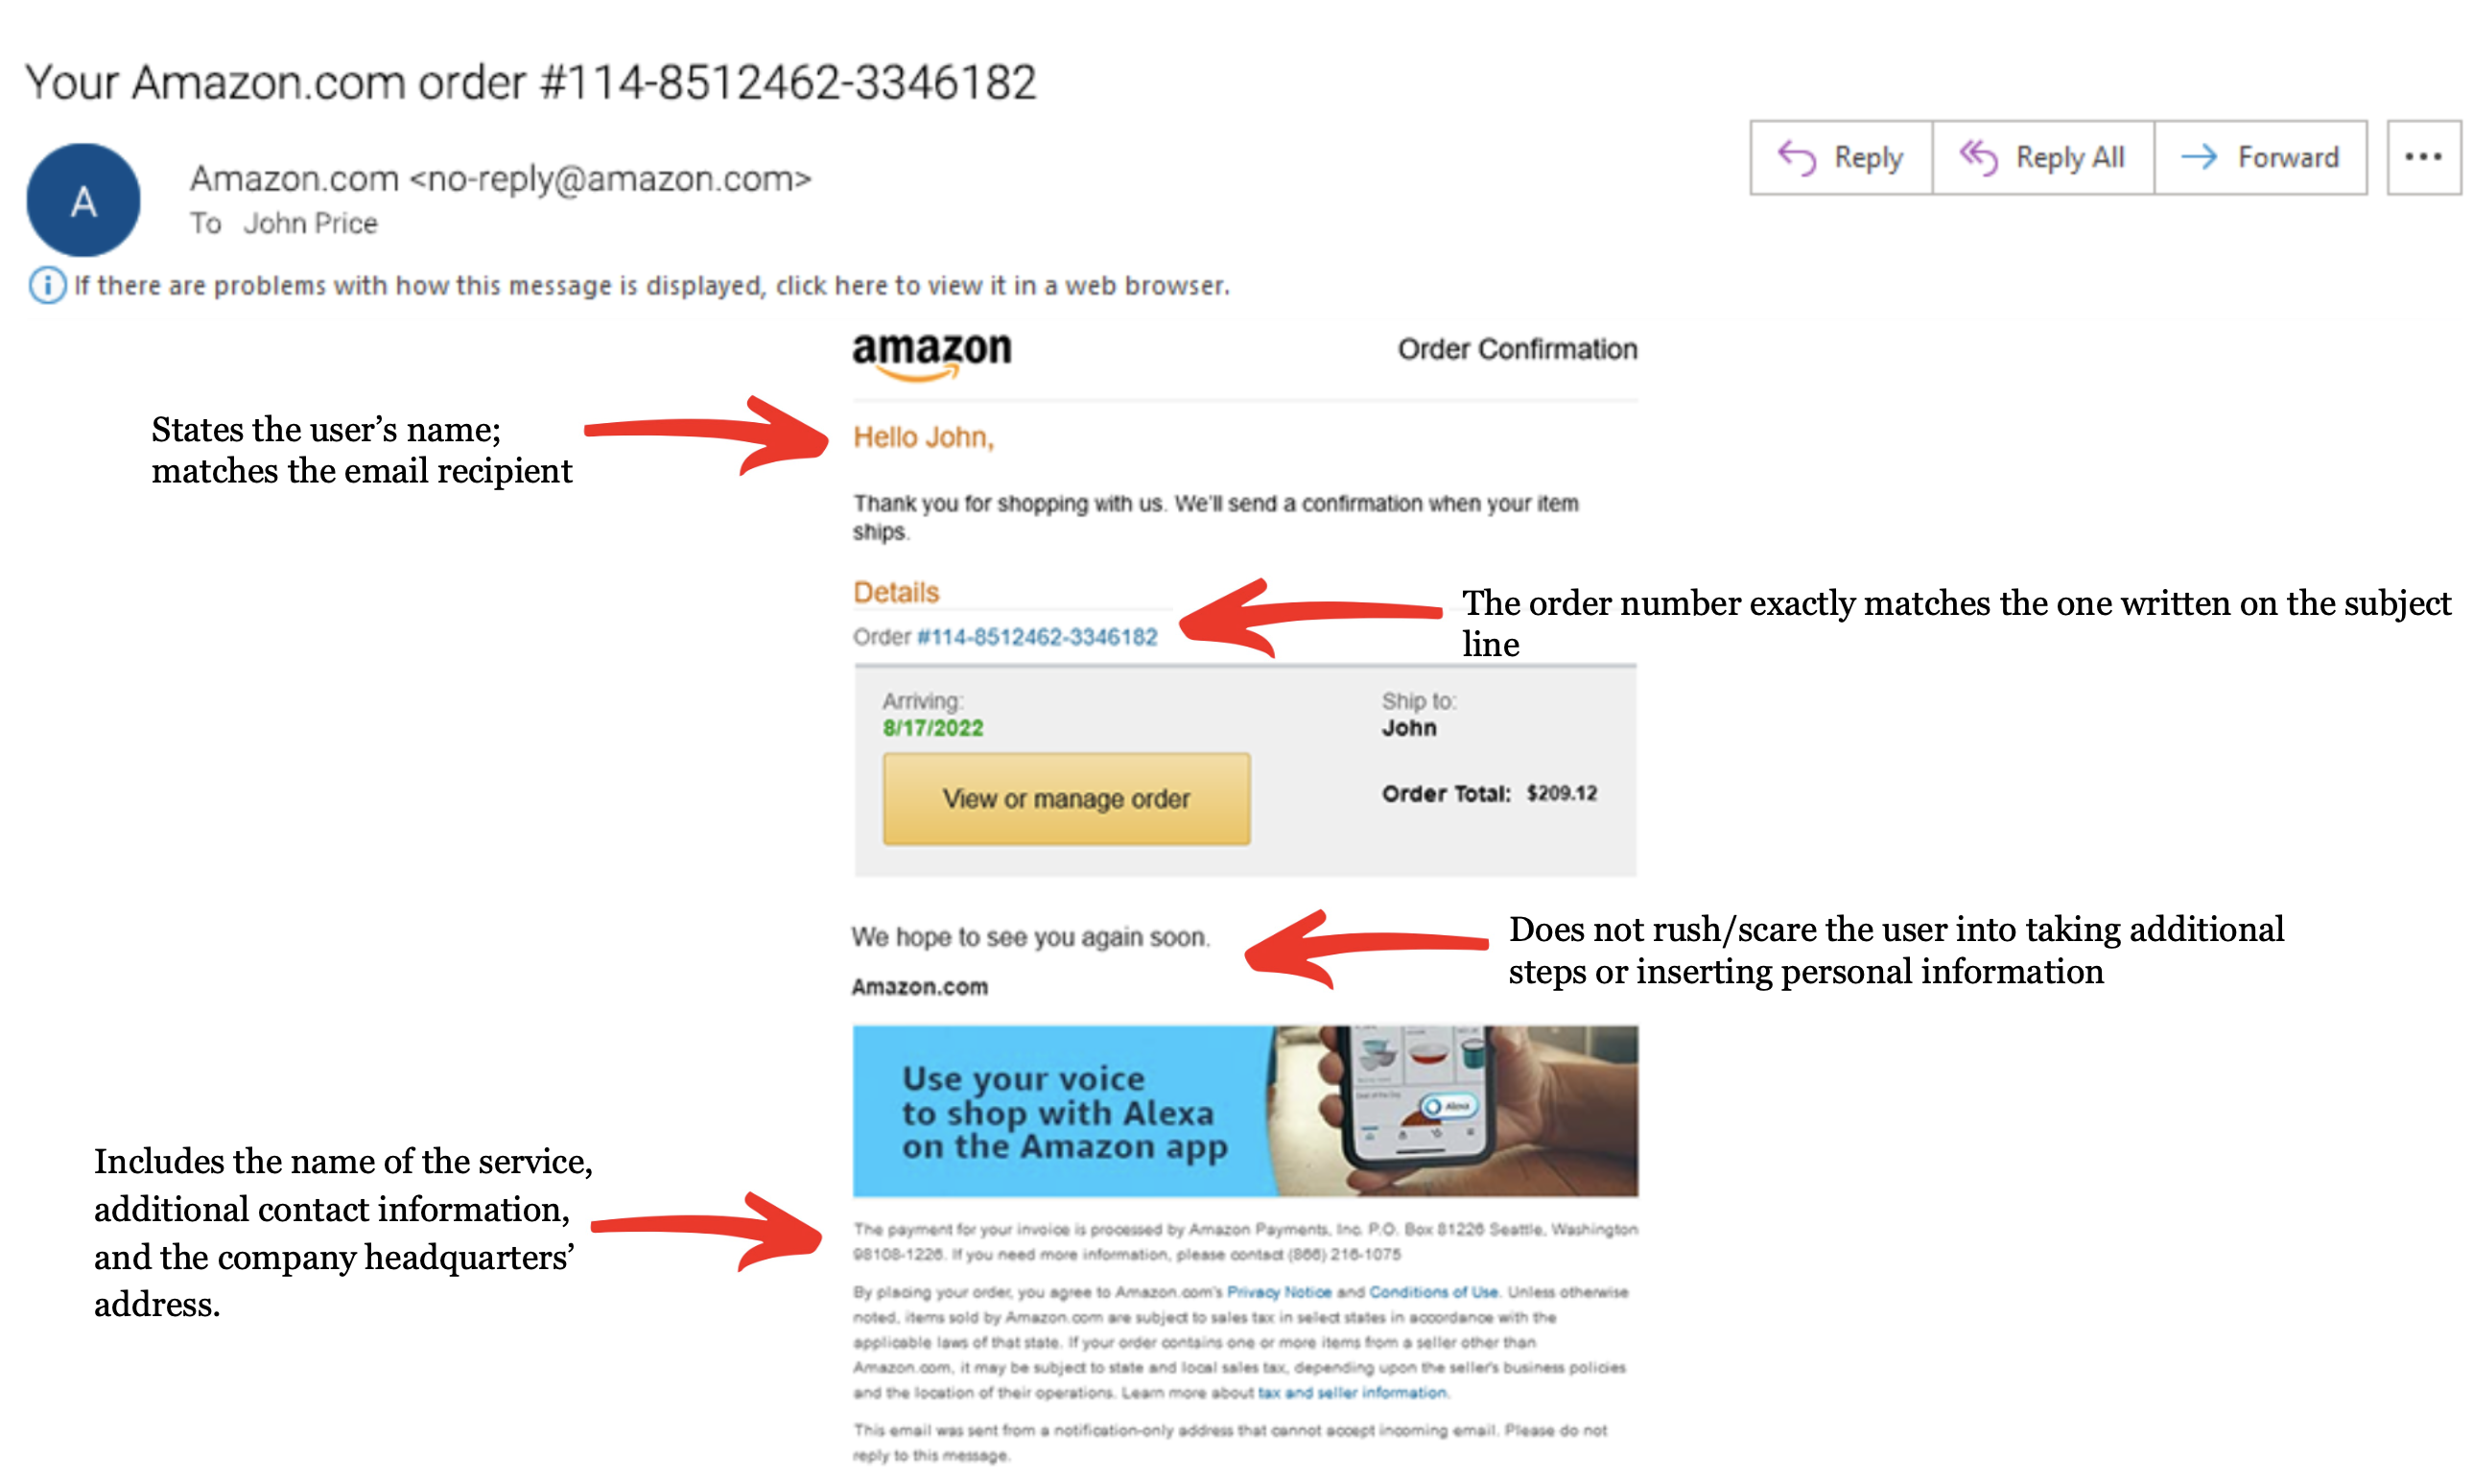 Your Amazon.com order #114-8512462-3346182
Reply
Reply All
Forward
A
Amazon.com <no-reply@amazon.com>
To John Price
If there are problems with how this message is displayed, click here to view it in a web browser.
amazon
Order Confirmation
States the user's name;
matches the email recipient
Hello John,
Thank you for shopping with us. We'll send a confirmation when your item
ships.
Details
Order #114-8512462-3346182
The order number exactly matches the one written on the subject
line
Arriving:
8/17/2022
Ship to:
John
View or manage order
Order Total: $209.12
We hope to see you again soon.
Amazon.com
Does not rush/scare the user into taking additional
steps or inserting personal information
Use your voice
to shop with Alexa
on the Amazon app
Alexa
Includes the name of the service,
additional contact information,
and the company headquarters'
address.
The payment for your invoice is processed by Amazon Payments, Inc. P.O. Box 81226 Seattle, Washington
98108-1226. If you need more information, please contact (866) 216-1075
By placing your order, you agree to Amazon.com's Privacy Notice and Conditions of Use. Unless otherwise
noted, items sold by Amazon.com are subject to sales tax in select states in accordance with the
applicable laws of that state. If your order contains one or more items from a seller other than
Amazon.com, it may be subject to state and local sales tax, depending upon the seller's business policies
and the location of their operations. Learn more about tax and seller information.
This email was sent from a notification-only address that cannot accept incoming email. Please do not
reply to this message.